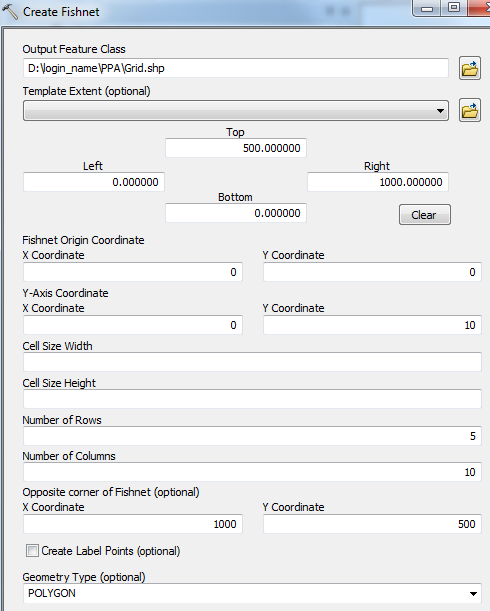 Create Fishnet
Output Feature Class
D:\login_name\PPA\Grid.shp
Template Extent (optional)
Top
500.000000
Left
Right
0.000000
1000.000000
Bottom
0.000000
Clear
Fishnet Origin Coordinate
X Coordinate
Y Coordinate
0
0
Y-Axis Coordinate
X Coordinate
Y Coordinate
0
10
Cell Size Width
Cell Size Height
Number of Rows
5
Number of Columns
10
Opposite corner of Fishnet (optional)
X Coordinate
Y Coordinate
1000
500
Create Label Points (optional)
Geometry Type (optional)
POLYGON